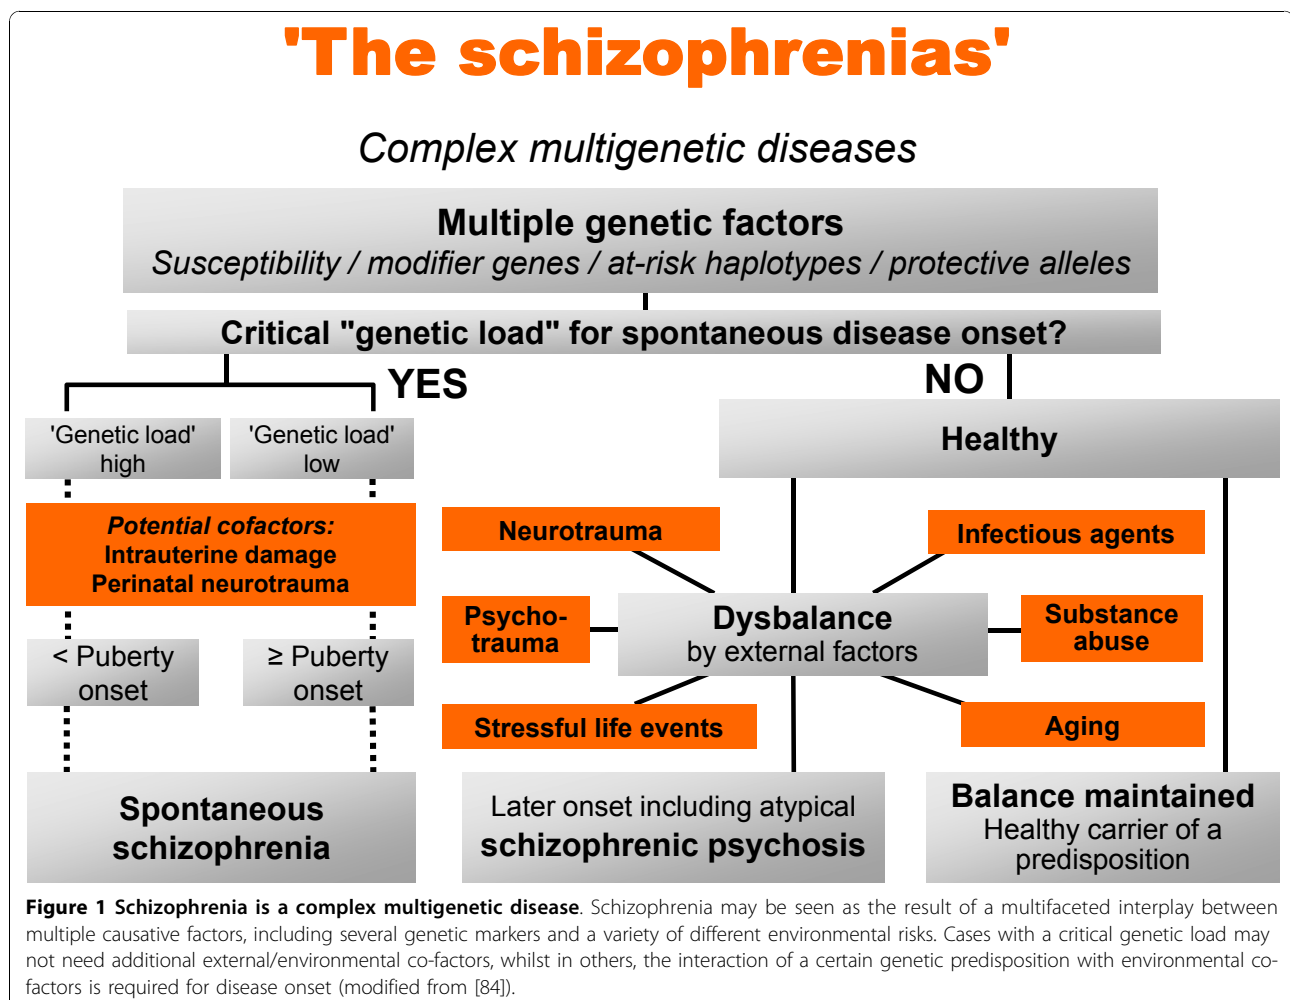 'The schizophrenias'
Complex multigenetic diseases
Multiple genetic factors
Susceptibility / modifier genes / at-risk haplotypes / protective alleles
Critical "genetic load" for spontaneous disease onset?
YES
NO
'Genetic load'
high
'Genetic load'
low
Healthy
Potential cofactors:
Intrauterine damage
Perinatal neurotrauma
Neurotrauma
Infectious agents
Psycho-
trauma
Dysbalance
by external factors
Substance
abuse
< Puberty
onset
≥ Puberty
onset
Stressful life events
Aging
Spontaneous
schizophrenia
Later onset including atypical
schizophrenic psychosis
Balance maintained
Healthy carrier of a
predisposition
Figure 1 Schizophrenia is a complex multigenetic disease. Schizophrenia may be seen as the result of a multifaceted interplay between
multiple causative factors, including several genetic markers and a variety of different environmental risks. Cases with a critical genetic load may
not need additional external/environmental co-factors, whilst in others, the interaction of a certain genetic predisposition with environmental co-
factors is required for disease onset (modified from [84]).